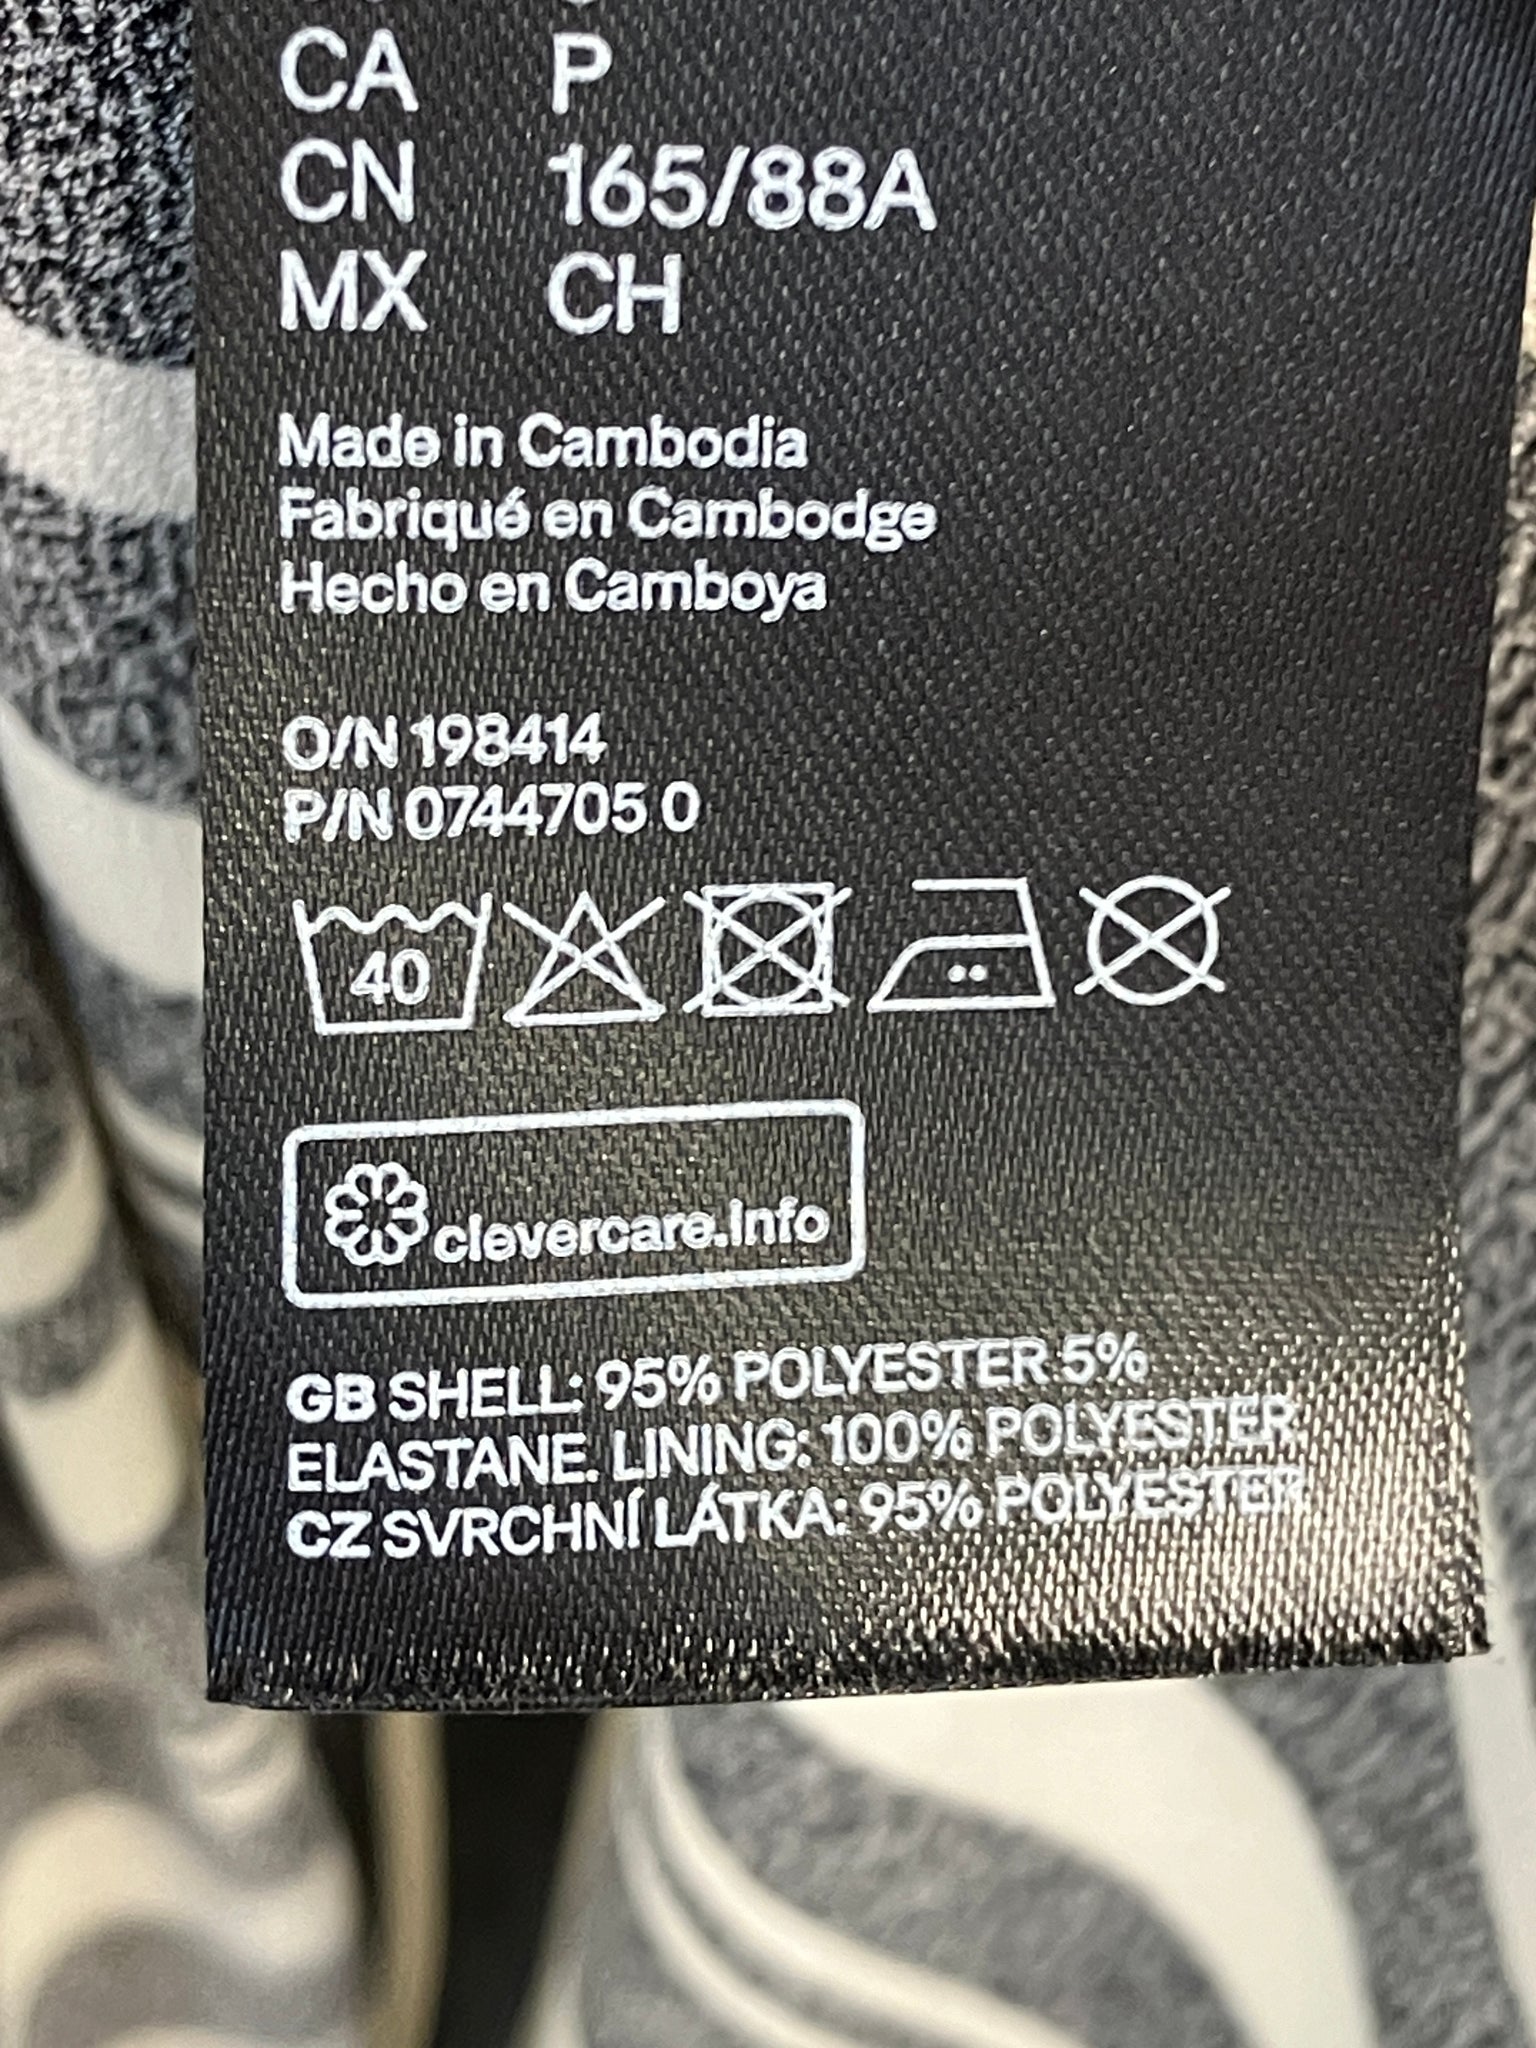 CA P
CN 165/88A
MX CH
Made in Cambodia
Fabriqué en Cambodge
Hecho en Camboya
O/N 198414
P/N 0744705 0
40
clevercare.info
GB SHELL: 95% POLYESTER 5%
ELASTANE. LINING: 100% POLYESTER
CZ SVRCHNÍ LÁTKA: 95% POLYESTER